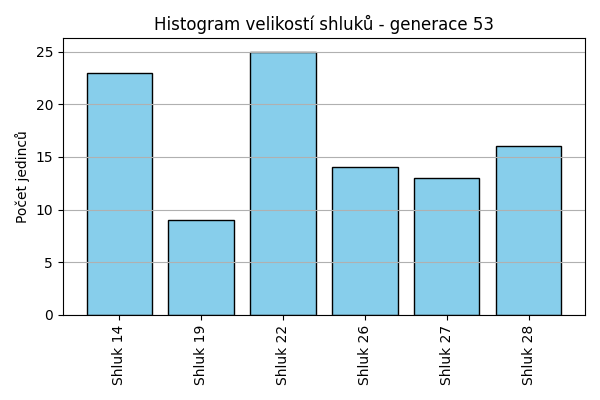 Histogram velikostí shluků - generace 53
Počet jedinců
25
20
15
10
5
0
Shluk 14
Shluk 19
Shluk 22
Shluk 26
Shluk 27
Shluk 28